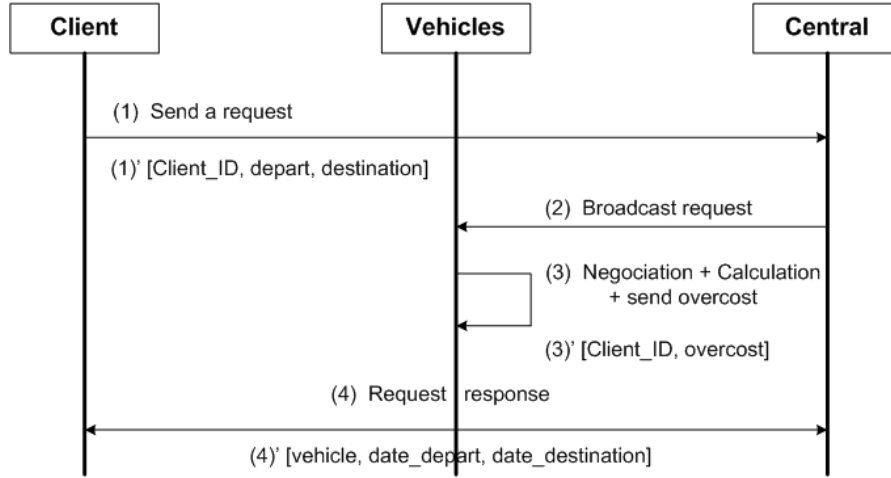 Client
Vehicles
Central
(1) Send a request
(1)' [Client_ID, depart, destination]
(2) Broadcast request
(3) Negociation + Calculation
+ send overcost
(3)' [Client_ID, overcost]
(4) Request response
(4)' [vehicle, date_depart, date_destination]